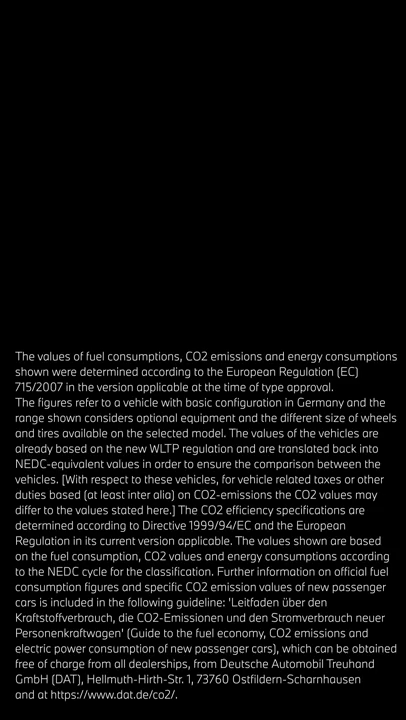 The values of fuel consumptions, CO2 emissions and energy consumptions
shown were determined according to the European Regulation (EC)
715/2007 in the version applicable at the time of type approval.
The figures refer to a vehicle with basic configuration in Germany and the
range shown considers optional equipment and the different size of wheels
and tires available on the selected model. The values of the vehicles are
already based on the new WLTP regulation and are translated back into
NEDC-equivalent values in order to ensure the comparison between the
vehicles. [With respect to these vehicles, for vehicle related taxes or other
duties based (at least inter alia) on CO2-emissions the CO2 values may
differ to the values stated here.] The CO2 efficiency specifications are
determined according to Directive 1999/94/EC and the European
Regulation in its current version applicable. The values shown are based
on the fuel consumption, CO2 values and energy consumptions according
to the NEDC cycle for the classification. Further information on official fuel
consumption figures and specific CO2 emission values of new passenger
cars is included in the following guideline: 'Leitfaden über den
Kraftstoffverbrauch, die CO2-Emissionen und den Stromverbrauch neuer
Personenkraftwagen' (Guide to the fuel economy, CO2 emissions and
electric power consumption of new passenger cars), which can be obtained
free of charge from all dealerships, from Deutsche Automobil Treuhand
GmbH (DAT), Hellmuth-Hirth-Str. 1, 73760 Ostfildern-Scharnhausen
and at https://www.dat.de/co2/.